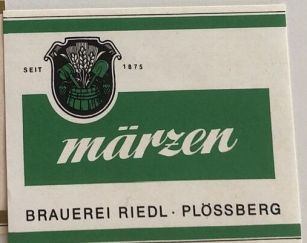 SEIT 1875
märzen
BRAUEREI RIEDL · PLÖSSBERG